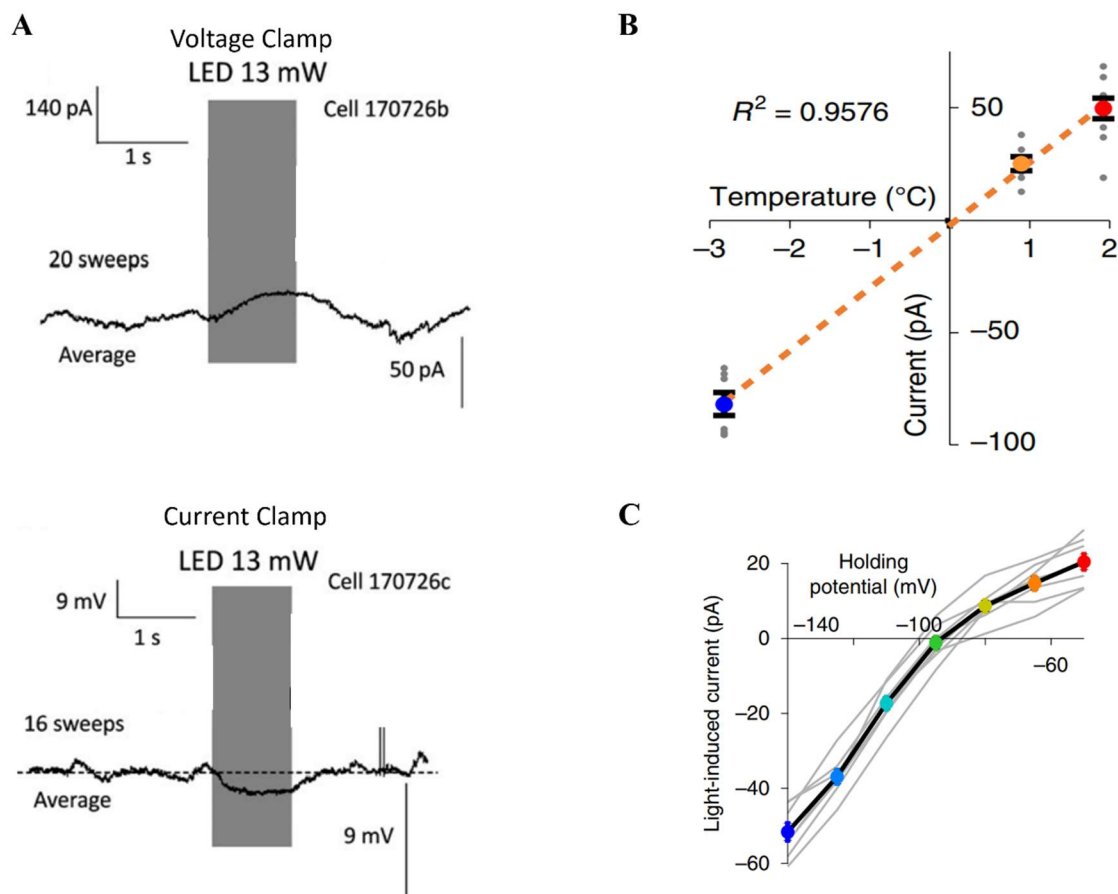 A
Voltage Clamp
LED 13 mW
140 pA
Cell 170726b
1 s
20 sweeps
Average
50 pA
Current Clamp
LED 13 mW
Cell 170726c
9 mV
1 s
16 sweeps
Average
9 mV
B
50
R² = 0.9576
Temperature (°C)
−3 −2 −1 1 2
−50
−100
Current (pA)
C
20
0
−20
−40
−60
Light-induced current (pA)
Holding
potential (mV)
−140 −100
−60